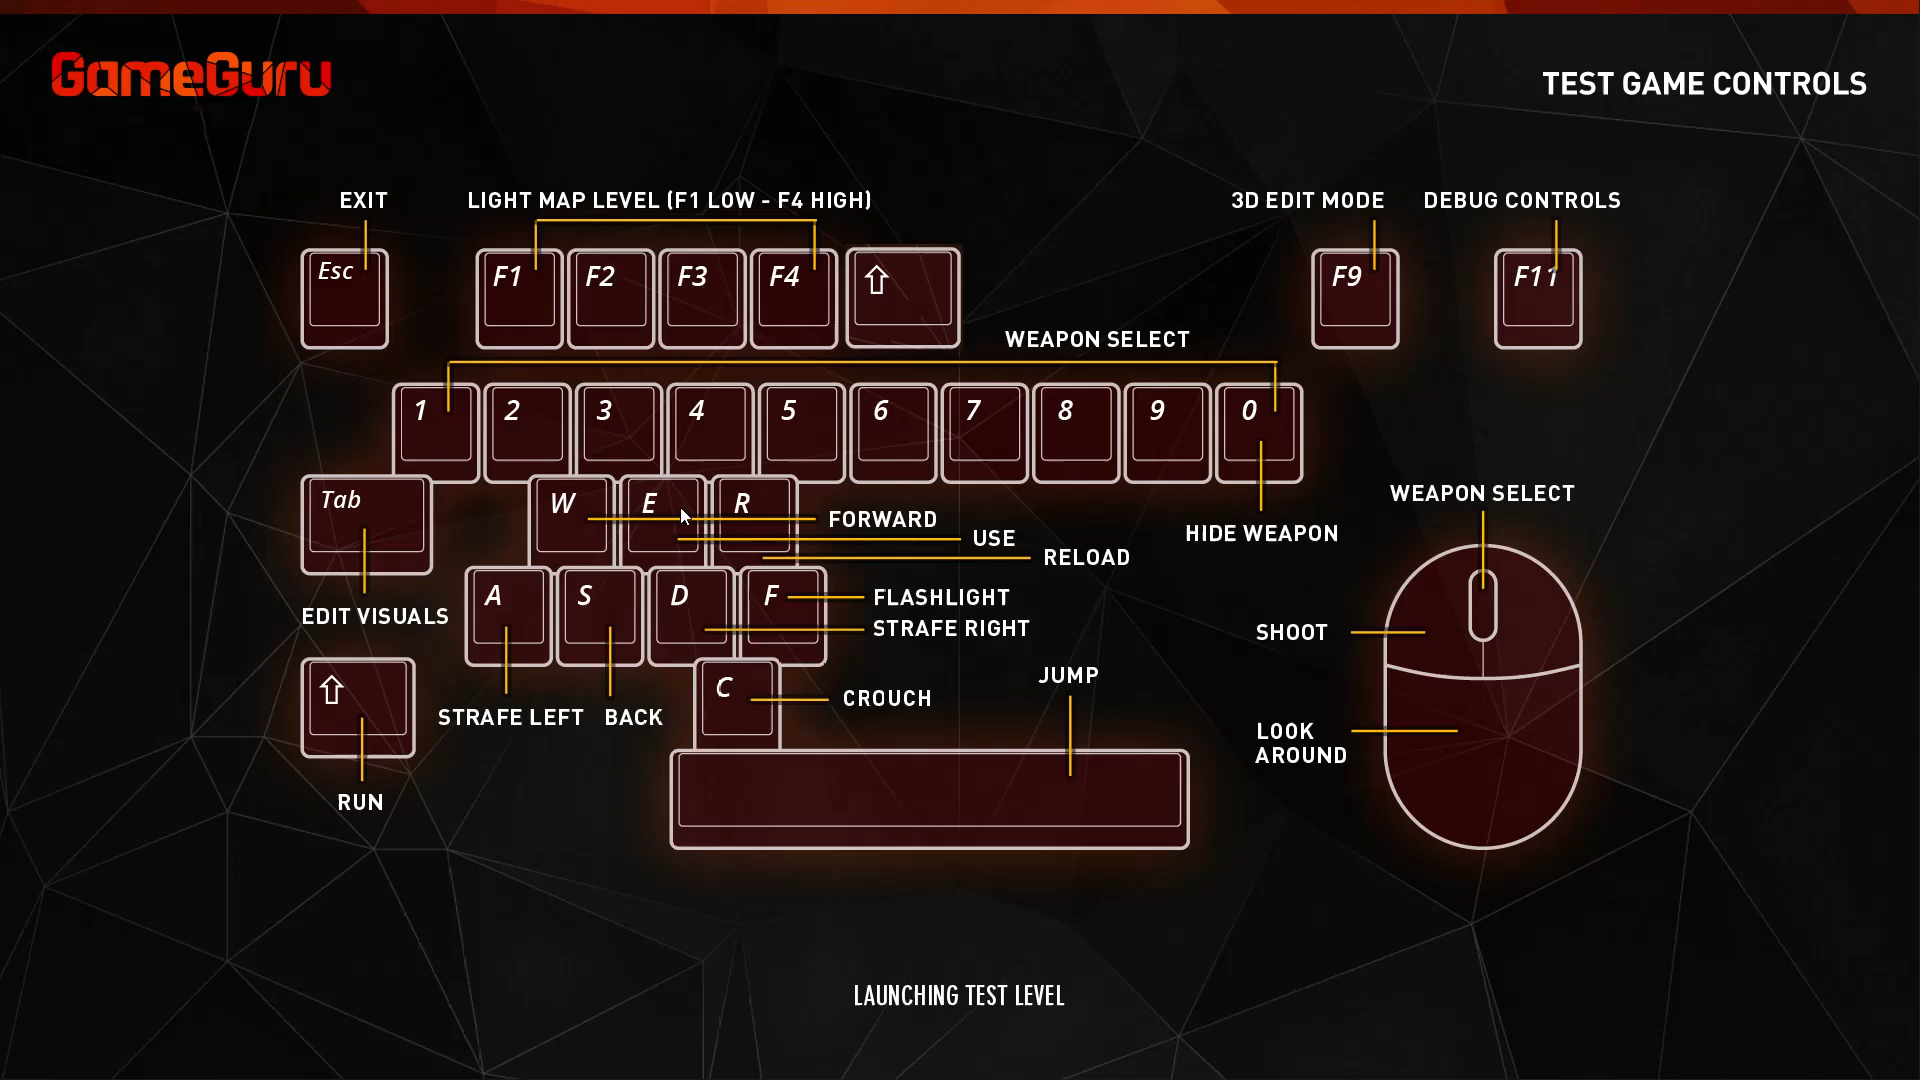 GameGuru
TEST GAME CONTROLS
EXIT
LIGHT MAP LEVEL (F1 LOW - F4 HIGH)
3D EDIT MODE
DEBUG CONTROLS
Esc
F1
F2
F3
F4
F9
F11
WEAPON SELECT
1
2
3
4
5
6
7
8
9
0
Tab
W
E
R
WEAPON SELECT
FORWARD
USE
HIDE WEAPON
RELOAD
A
S
D
F
FLASHLIGHT
EDIT VISUALS
STRAFE RIGHT
SHOOT
JUMP
C
CROUCH
STRAFE LEFT
BACK
LOOK
AROUND
RUN
LAUNCHING TEST LEVEL